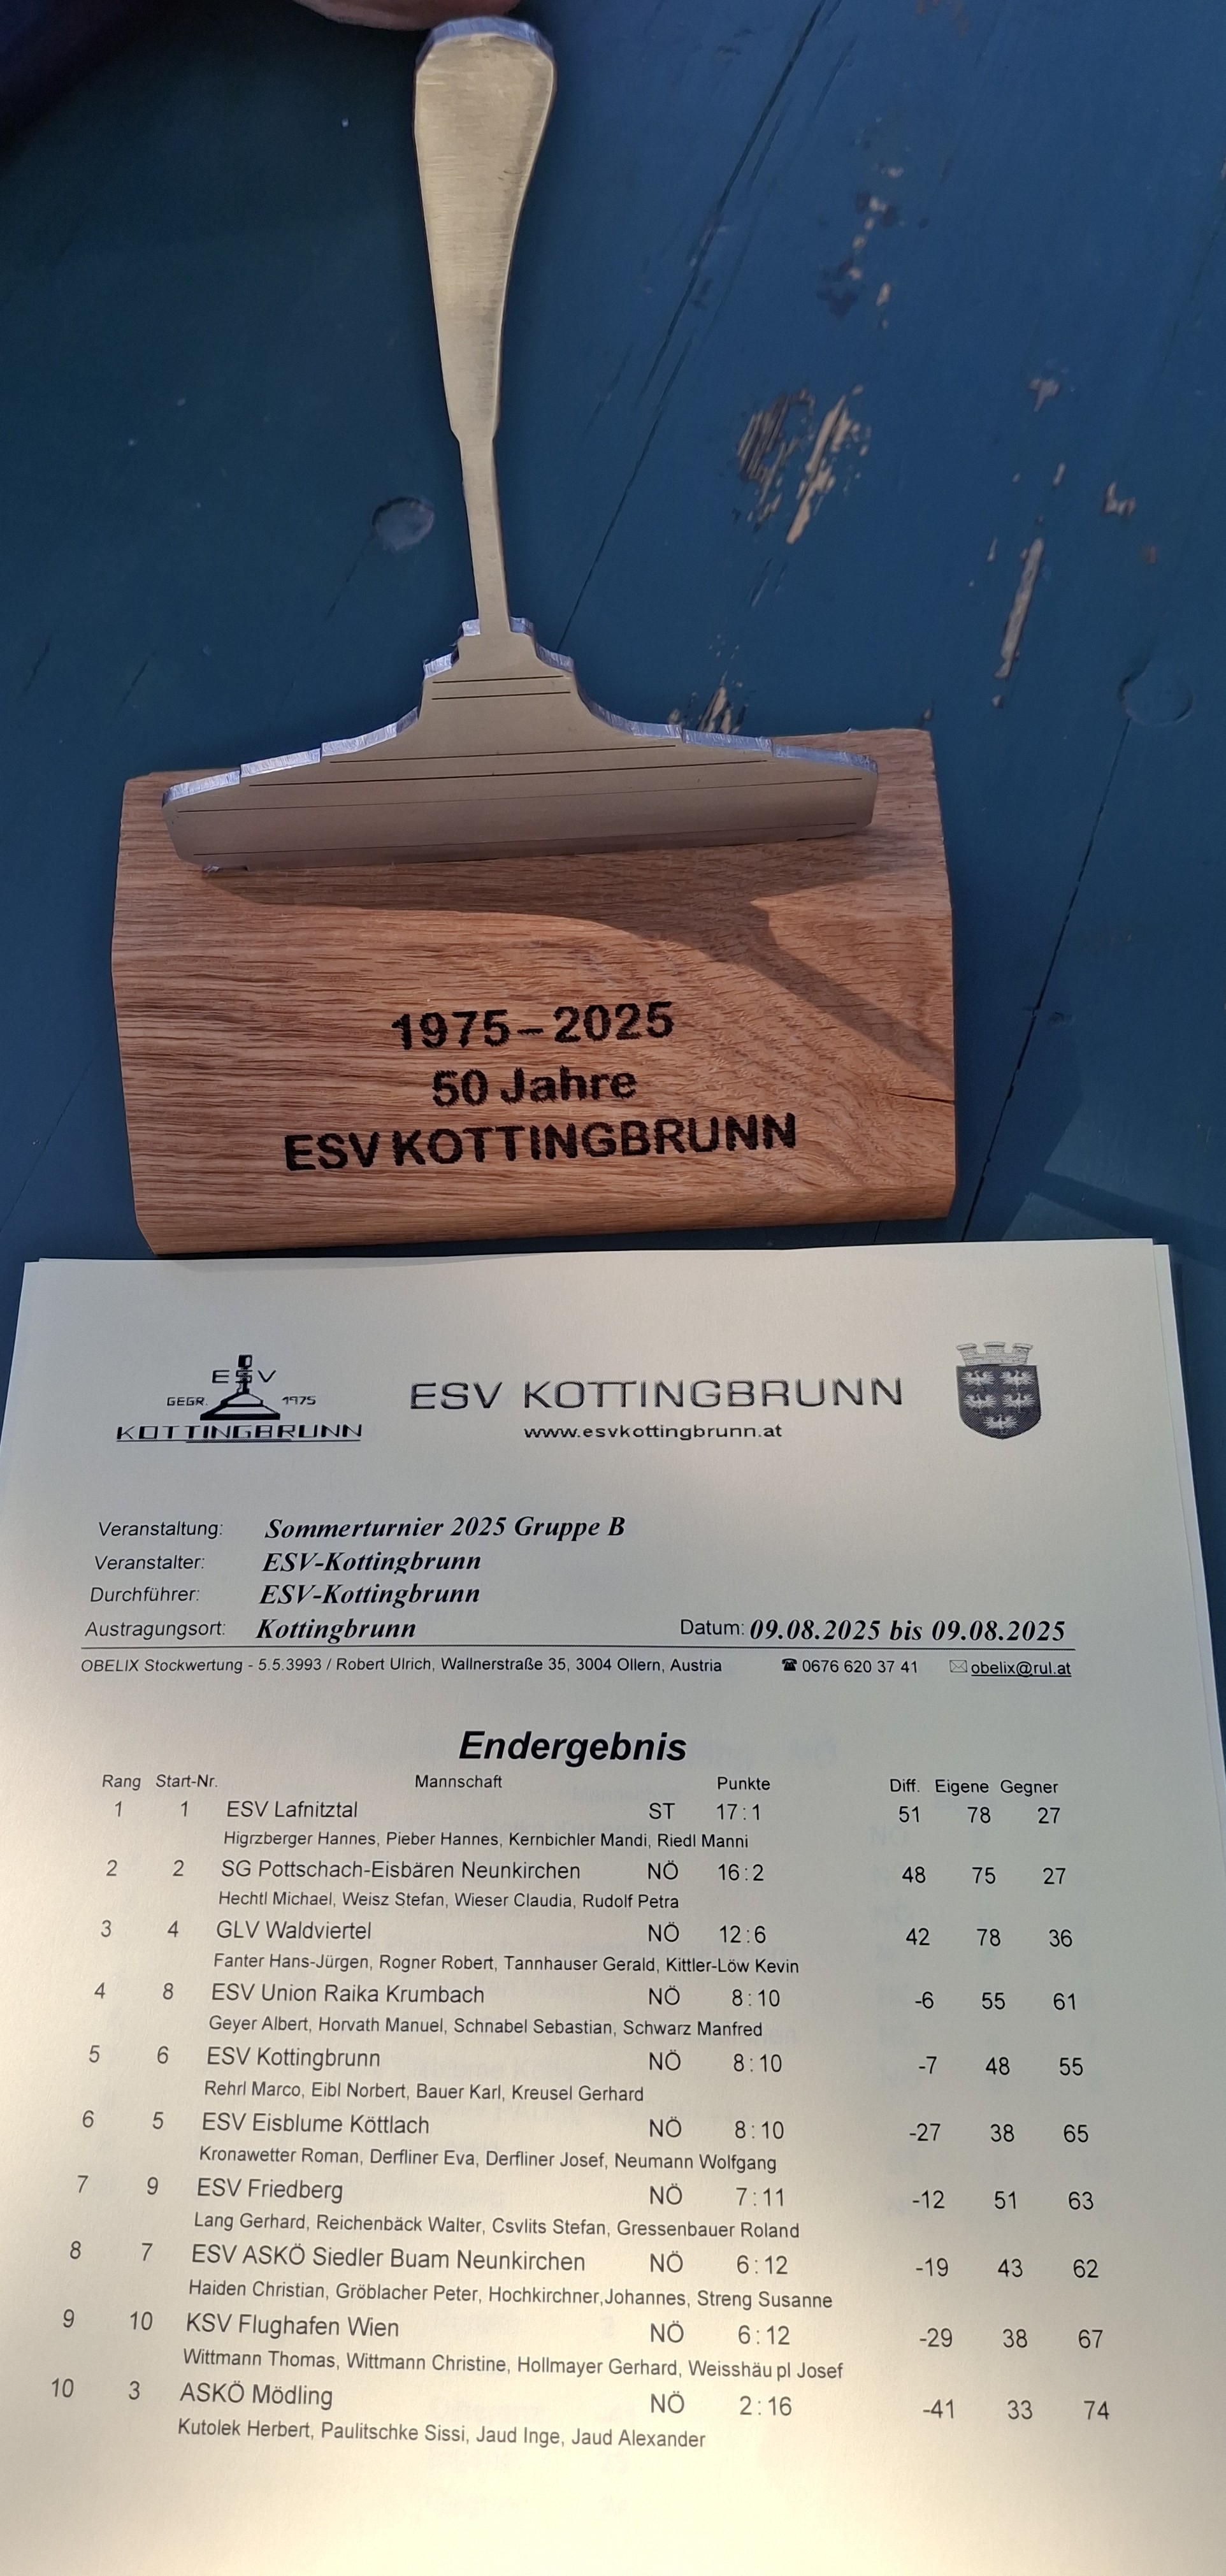 1975-2025
50 Jahre
ESV KOTTINGBRUNN
ESV
GEGR. 1975
KOTTINGBRUNN
ESV KOTTINGBRUNN
www.esvkottingbrunn.at
Veranstaltung: Sommerturnier 2025 Gruppe B
Veranstalter: ESV-Kottingbrunn
Durchführer: ESV-Kottingbrunn
Austragungsort: Kottingbrunn Datum: 09.08.2025 bis 09.08.2025
OBELIX Stockwertung - 5.5.3993 / Robert Ulrich, Wallnerstraße 35, 3004 Ollern, Austria ☎ 0676 620 37 41 obelix@rul.at
Endergebnis
Rang Start-Nr. Mannschaft Punkte Diff. Eigene Gegner
1 1 ESV Lafnitztal ST 17:1 51 78 27
Higrzberger Hannes, Pieber Hannes, Kernbichler Mandi, Riedl Manni
2 2 SG Pottschach-Eisbären Neunkirchen NÖ 16:2 48 75 27
Hechtl Michael, Weisz Stefan, Wieser Claudia, Rudolf Petra
3 4 GLV Waldviertel NÖ 12:6 42 78 36
Fanter Hans-Jürgen, Rogner Robert, Tannhauser Gerald, Kittler-Löw Kevin
4 8 ESV Union Raika Krumbach NÖ 8:10 -6 55 61
Geyer Albert, Horvath Manuel, Schnabel Sebastian, Schwarz Manfred
5 6 ESV Kottingbrunn NÖ 8:10 -7 48 55
Rehrl Marco, Eibl Norbert, Bauer Karl, Kreusel Gerhard
6 5 ESV Eisblume Köttlach NÖ 8:10 -27 38 65
Kronawetter Roman, Derfliner Eva, Derfliner Josef, Neumann Wolfgang
7 9 ESV Friedberg NÖ 7:11 -12 51 63
Lang Gerhard, Reichenbäck Walter, Csvlits Stefan, Gressenbauer Roland
8 7 ESV ASKÖ Siedler Buam Neunkirchen NÖ 6:12 -19 43 62
Haiden Christian, Gröblacher Peter, Hochkirchner,Johannes, Streng Susanne
9 10 KSV Flughafen Wien NÖ 6:12 -29 38 67
Wittmann Thomas, Wittmann Christine, Hollmayer Gerhard, Weisshäupl Josef
10 3 ASKÖ Mödling NÖ 2:16 -41 33 74
Kutolek Herbert, Paulitschke Sissi, Jaud Inge, Jaud Alexander